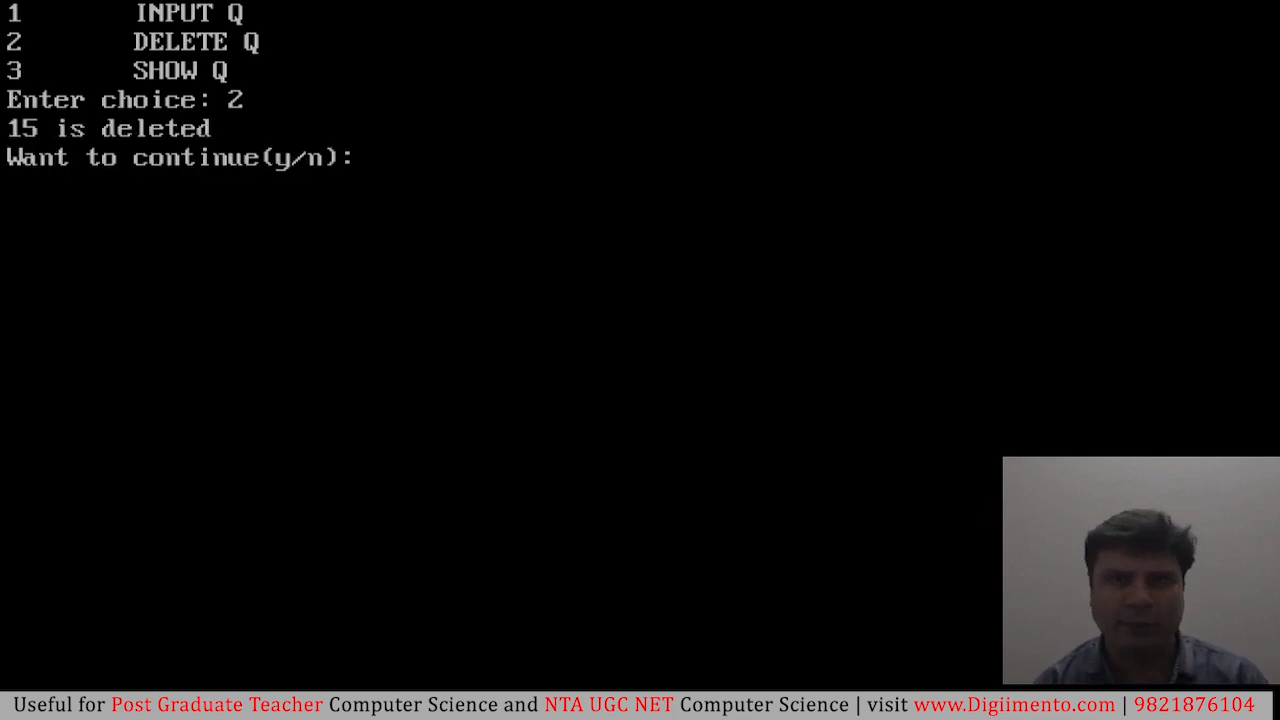 1 INPUT Q
2 DELETE Q
3 SHOW Q
Enter choice: 2
15 is deleted
Want to continue(y/n):
Useful for Post Graduate Teacher Computer Science and NTA UGC NET Computer Science | visit www.Digiimento.com | 9821876104